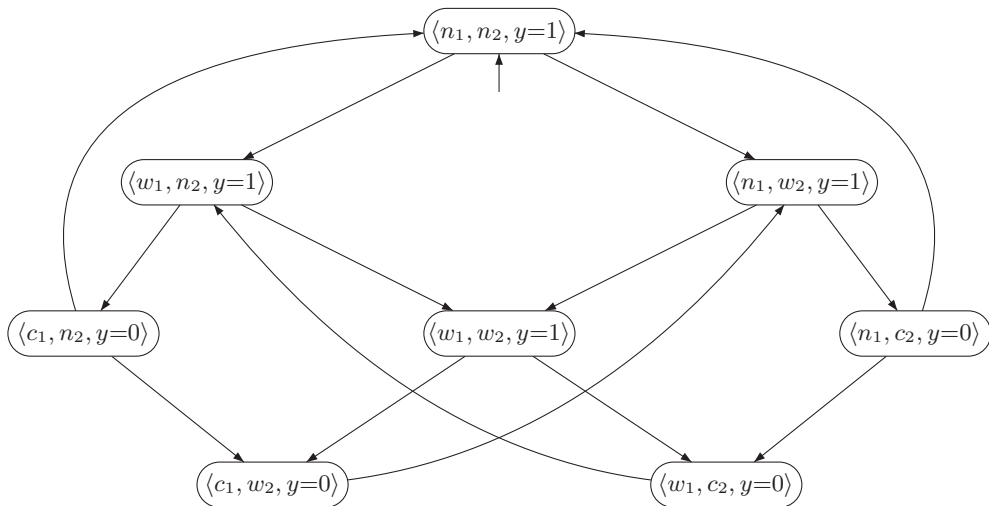 ⟨n₁, n₂, y=1⟩
⟨w₁, n₂, y=1⟩
⟨n₁, w₂, y=1⟩
⟨c₁, n₂, y=0⟩
⟨w₁, w₂, y=1⟩
⟨n₁, c₂, y=0⟩
⟨c₁, w₂, y=0⟩
⟨w₁, c₂, y=0⟩